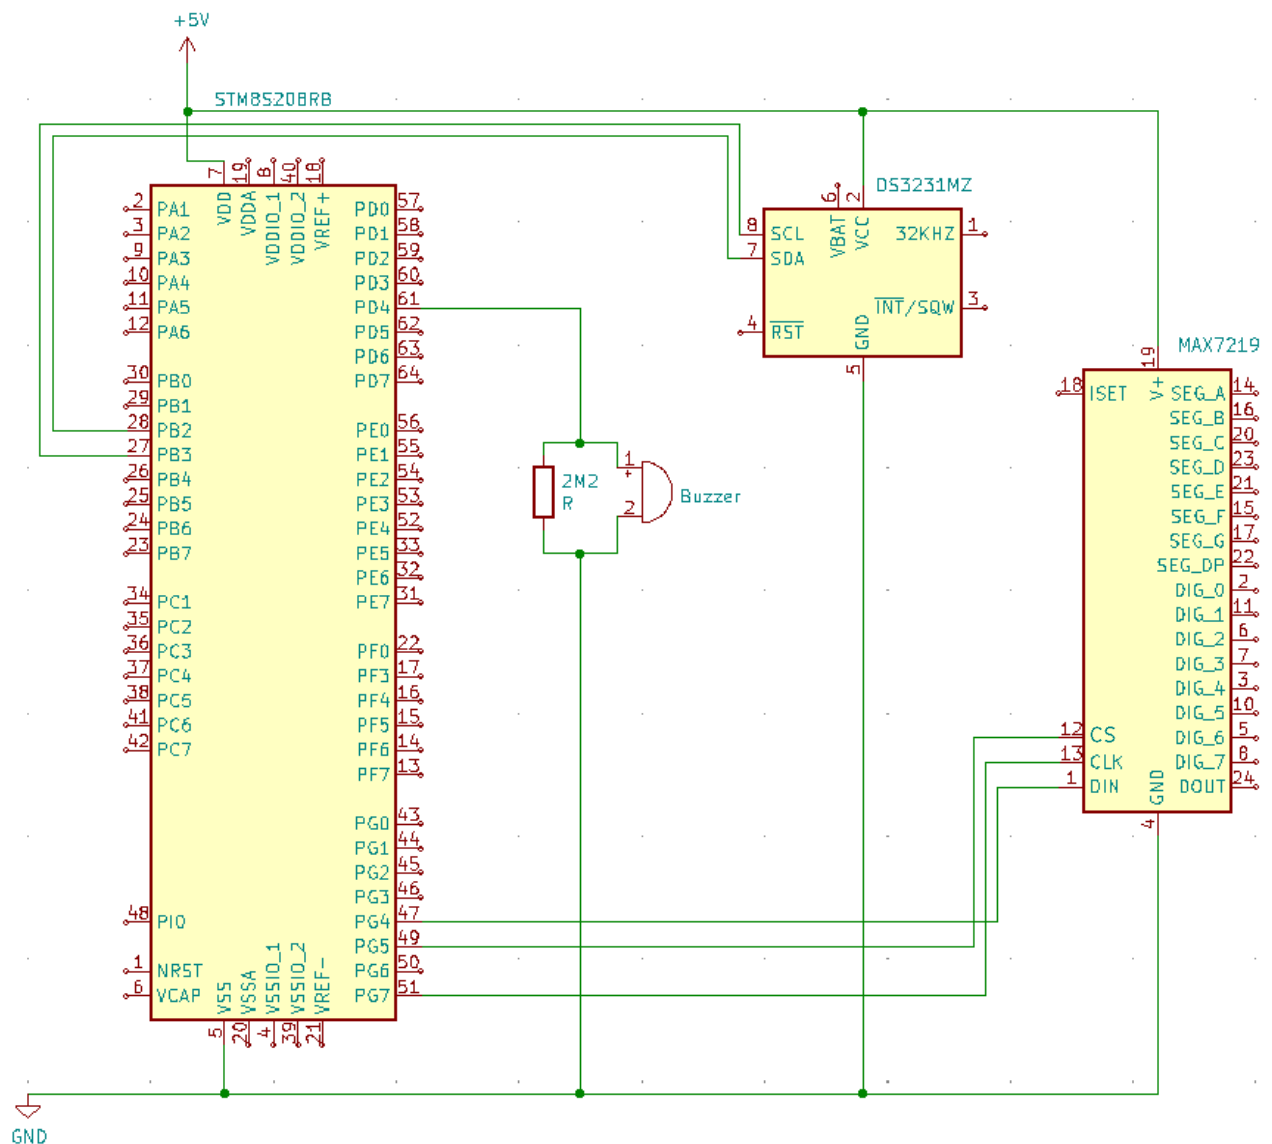 +5V
STM8S208RB
7 VDD
19 VDDA
8 VDDIO_1
40 VDDIO_2
18 VREF+
2 PA1
3 PA2
9 PA3
10 PA4
11 PA5
12 PA6
30 PB0
29 PB1
28 PB2
27 PB3
26 PB4
25 PB5
24 PB6
23 PB7
34 PC1
35 PC2
36 PC3
37 PC4
38 PC5
41 PC6
42 PC7
48 PI0
1 NRST
6 VCAP
PD0 57
PD1 58
PD2 59
PD3 60
PD4 61
PD5 62
PD6 63
PD7 64
PE0 56
PE1 55
PE2 54
PE3 53
PE4 52
PE5 33
PE6 32
PE7 31
PF0 22
PF3 17
PF4 16
PF5 15
PF6 14
PF7 13
PG0 43
PG1 44
PG2 45
PG3 46
PG4 47
PG5 49
PG6 50
PG7 51
VSS 5
VSSA 20
VSSIO_1 4
VSSIO_2 39
VREF- 21
GND
2M2
R
1
+
2
Buzzer
DS3231MZ
6 VBAT
2 VCC
8 SCL
7 SDA
4 RST
32KHZ 1
INT/SQW 3
GND 5
MAX7219
19 V+
18 ISET
12 CS
13 CLK
1 DIN
SEG_A 14
SEG_B 16
SEG_C 20
SEG_D 23
SEG_E 21
SEG_F 15
SEG_G 17
SEG_DP 22
DIG_0 2
DIG_1 11
DIG_2 6
DIG_3 7
DIG_4 3
DIG_5 10
DIG_6 5
DIG_7 8
DOUT 24
GND 4